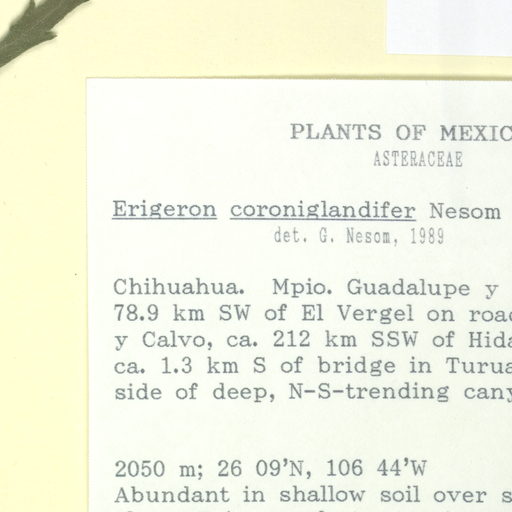 PLANTS OF MEXIC
ASTERACEAE
Erigeron coroniglandifer Nesom
det. G. Nesom, 1989
Chihuahua. Mpio. Guadalupe y
78.9 km SW of El Vergel on roa
y Calvo, ca. 212 km SSW of Hida
ca. 1.3 km S of bridge in Turua
side of deep, N-S-trending cany
2050 m; 26 09'N, 106 44'W
Abundant in shallow soil over s